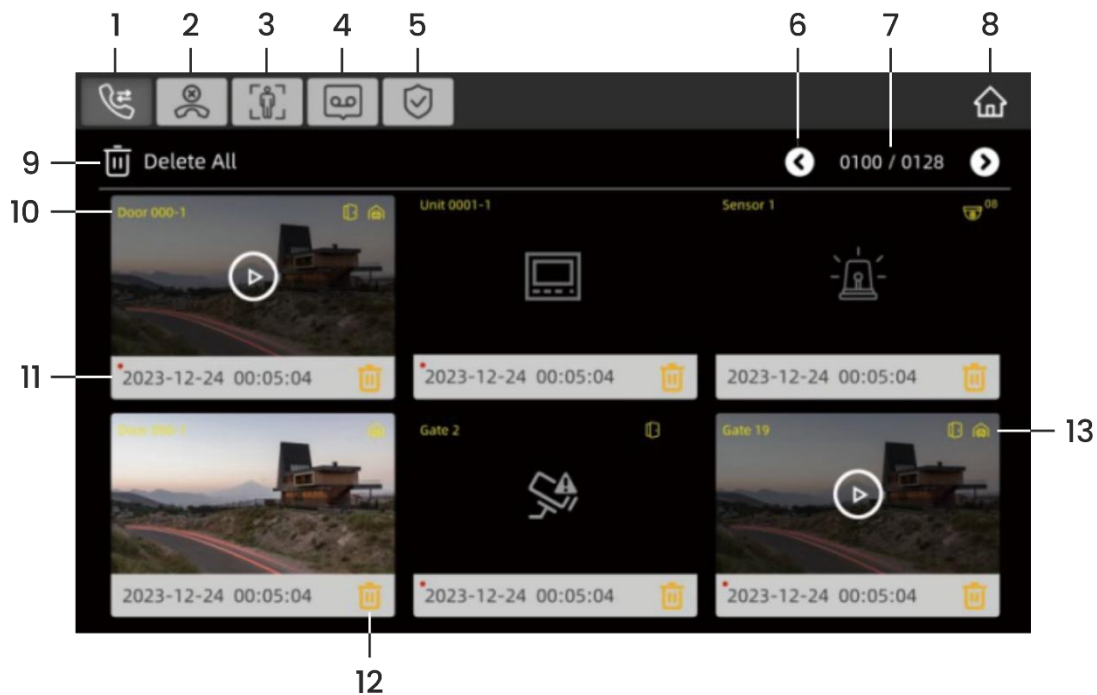 1 2 3 4 5 6 7 8
9 Delete All 0100 / 0128
10 Door 000-1 Unit 0001-1 Sensor 1 08
11 2023-12-24 00:05:04 2023-12-24 00:05:04 2023-12-24 00:05:04
Door 000-1 Gate 2 Gate 19 13
2023-12-24 00:05:04 2023-12-24 00:05:04 2023-12-24 00:05:04
12